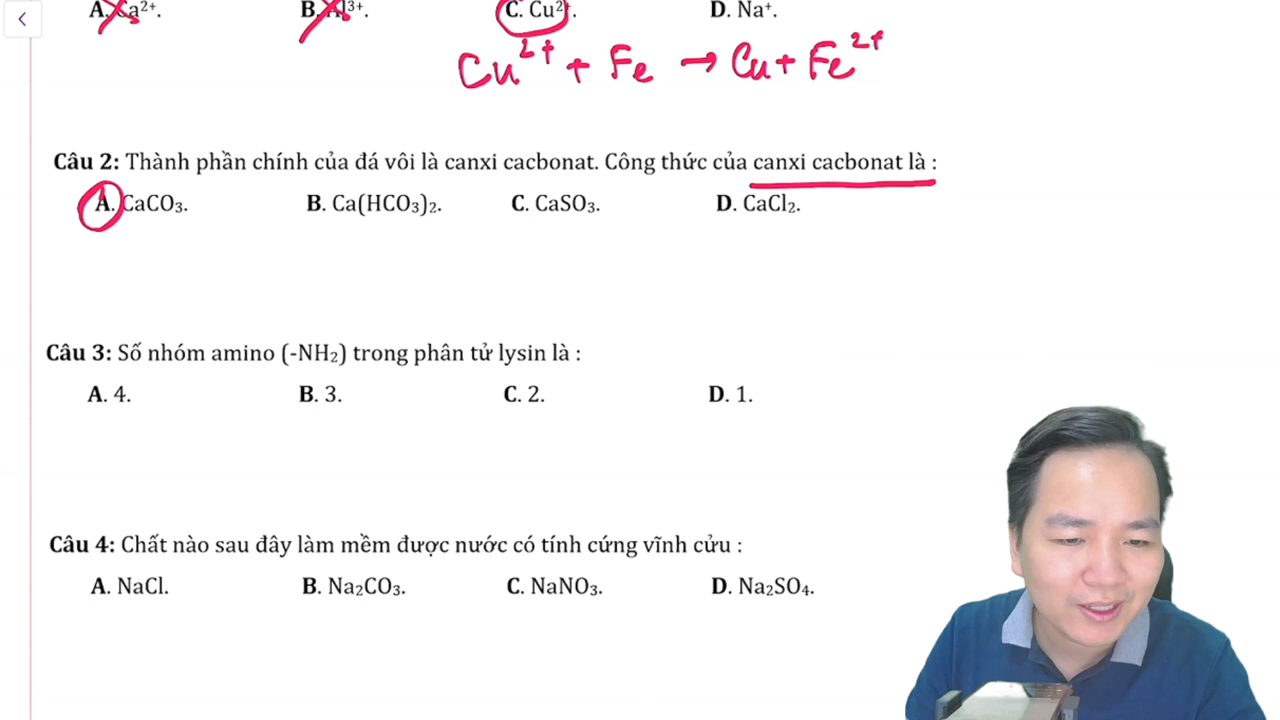 A. Ca²⁺. B. Al³⁺. C. Cu²⁺. D. Na⁺.
Cu²⁺ + Fe → Cu + Fe²⁺
Câu 2: Thành phần chính của đá vôi là canxi cacbonat. Công thức của canxi cacbonat là :
A. CaCO₃. B. Ca(HCO₃)₂. C. CaSO₃. D. CaCl₂.
Câu 3: Số nhóm amino (-NH₂) trong phân tử lysin là :
A. 4. B. 3. C. 2. D. 1.
Câu 4: Chất nào sau đây làm mềm được nước có tính cứng vĩnh cửu :
A. NaCl. B. Na₂CO₃. C. NaNO₃. D. Na₂SO₄.